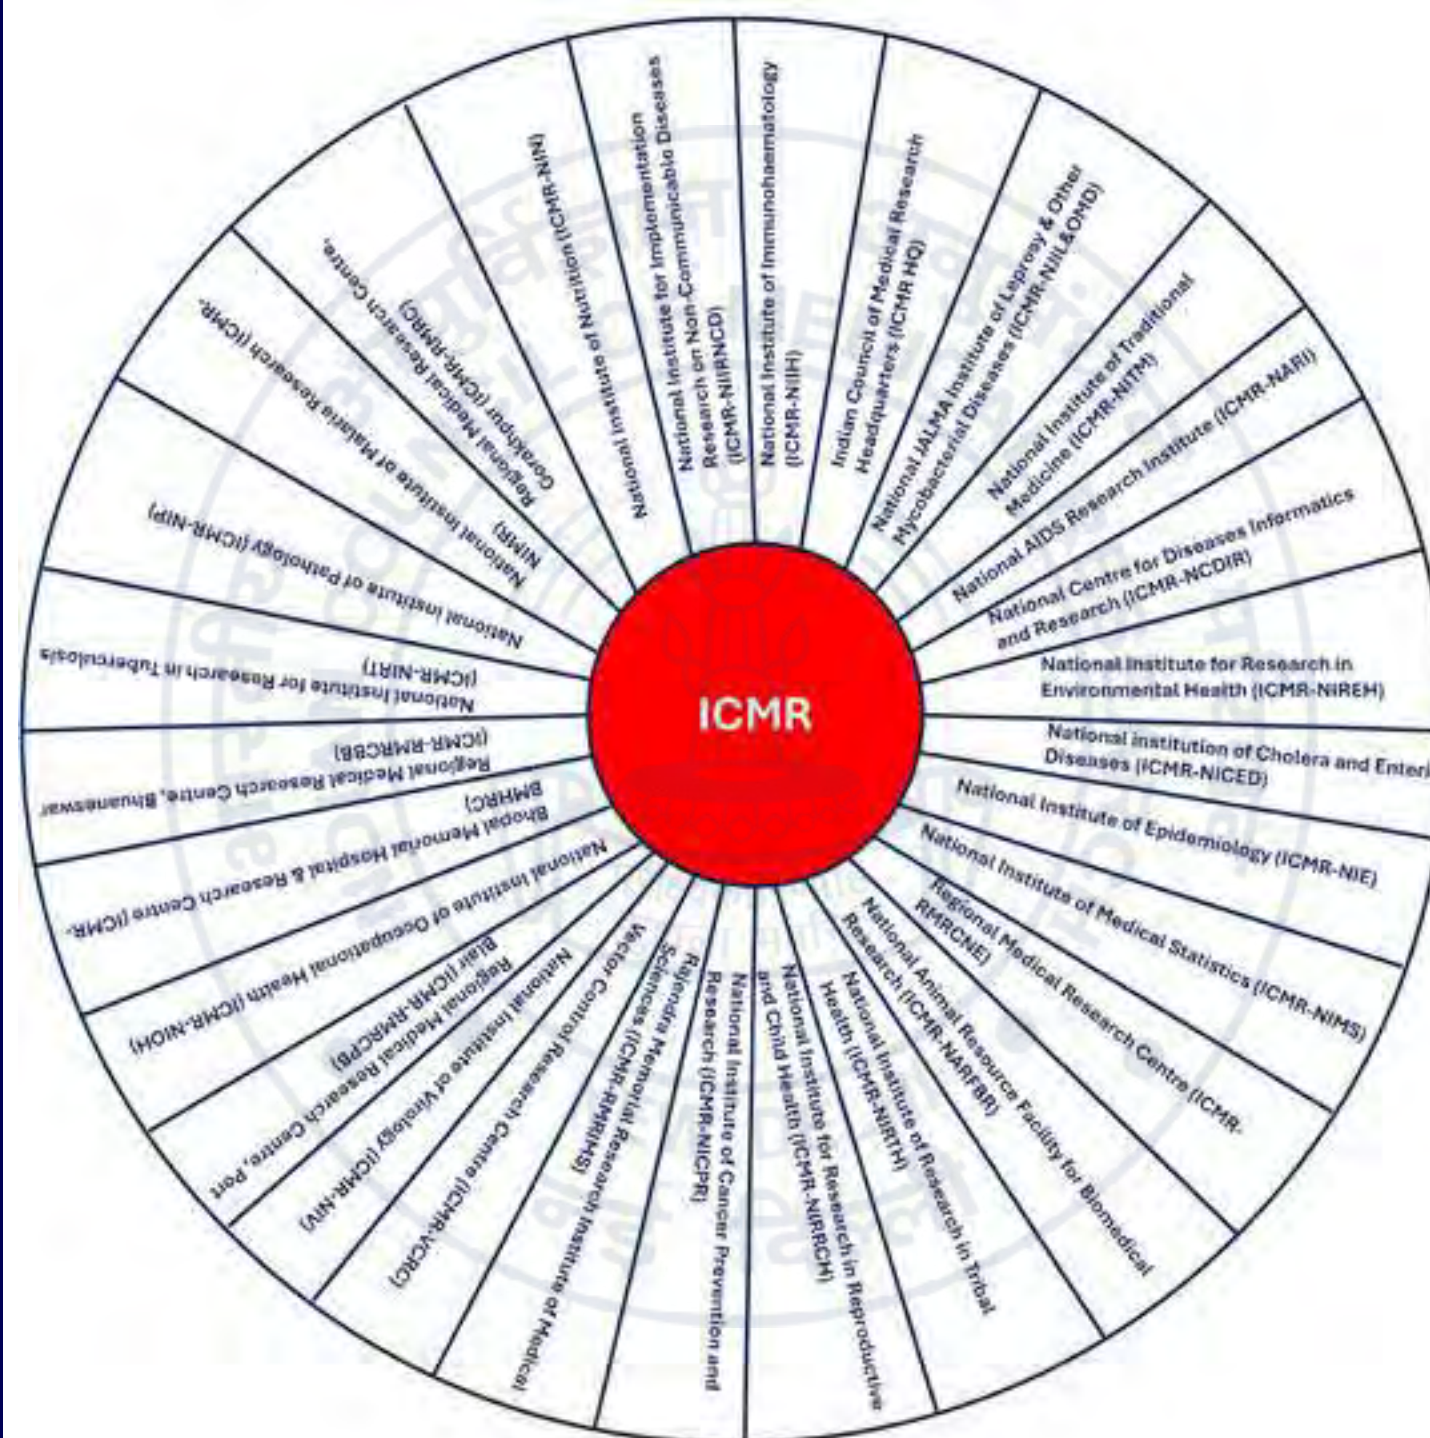 ICMR
National Institute of Immunohaematology
(ICMR-NIIH)
Indian Council of Medical Research
Headquarters (ICMR HQ)
National JALMA Institute of Leprosy & Other
Mycobacterial Diseases (ICMR-NJIL&OMD)
National Institute of Traditional
Medicine (ICMR-NITM)
National AIDS Research Institute (ICMR-NARI)
National Centre for Diseases Informatics
and Research (ICMR-NCDIR)
National Institute for Research in
Environmental Health (ICMR-NIREH)
National institution of Cholera and Enteri
Diseases (ICMR-NICED)
National Institute of Epidemiology (ICMR-NIE)
National Institute of Medical Statistics (ICMR-NIMS)
Regional Medical Research Centre (ICMR-
RMRCNE)
National Animal Resource Facility for Biomedical
Research (ICMR-NARFBR)
National Institute of Research in Tribal
Health (ICMR-NIRTH)
National Institute for Research in Reproductive
and Child Health (ICMR-NIRRCH)
National Institute of Cancer Prevention and
Research (ICMR-NICPR)
Rajendra Memorial Research Institute of Medical
Sciences (ICMR-RMRIMS)
Vector Control Research Centre (ICMR-VCRC)
National Institute of Virology (ICMR-NIV)
Regional Medical Research Centre, Port
Blair (ICMR-RMRCPB)
National Institute of Occupational Health (ICMR-NIOH)
Bhopal Memorial Hospital & Research Centre (ICMR-
BMHRC)
Regional Medical Research Centre, Bhuaneswar
(ICMR-RMRCBB)
National Institute for Research in Tuberculosis
(ICMR-NIRT)
National Institute of Pathology (ICMR-NIP)
National Institute of Malaria Research (ICMR-
NIMR)
Regional Medical Research Centre,
Gorakhpur (ICMR-RMRC)
National Institute of Nutrition (ICMR-NIN)
National Institute for Implementation
Research on Non-Communicable Diseases
(ICMR-NIIRNCD)